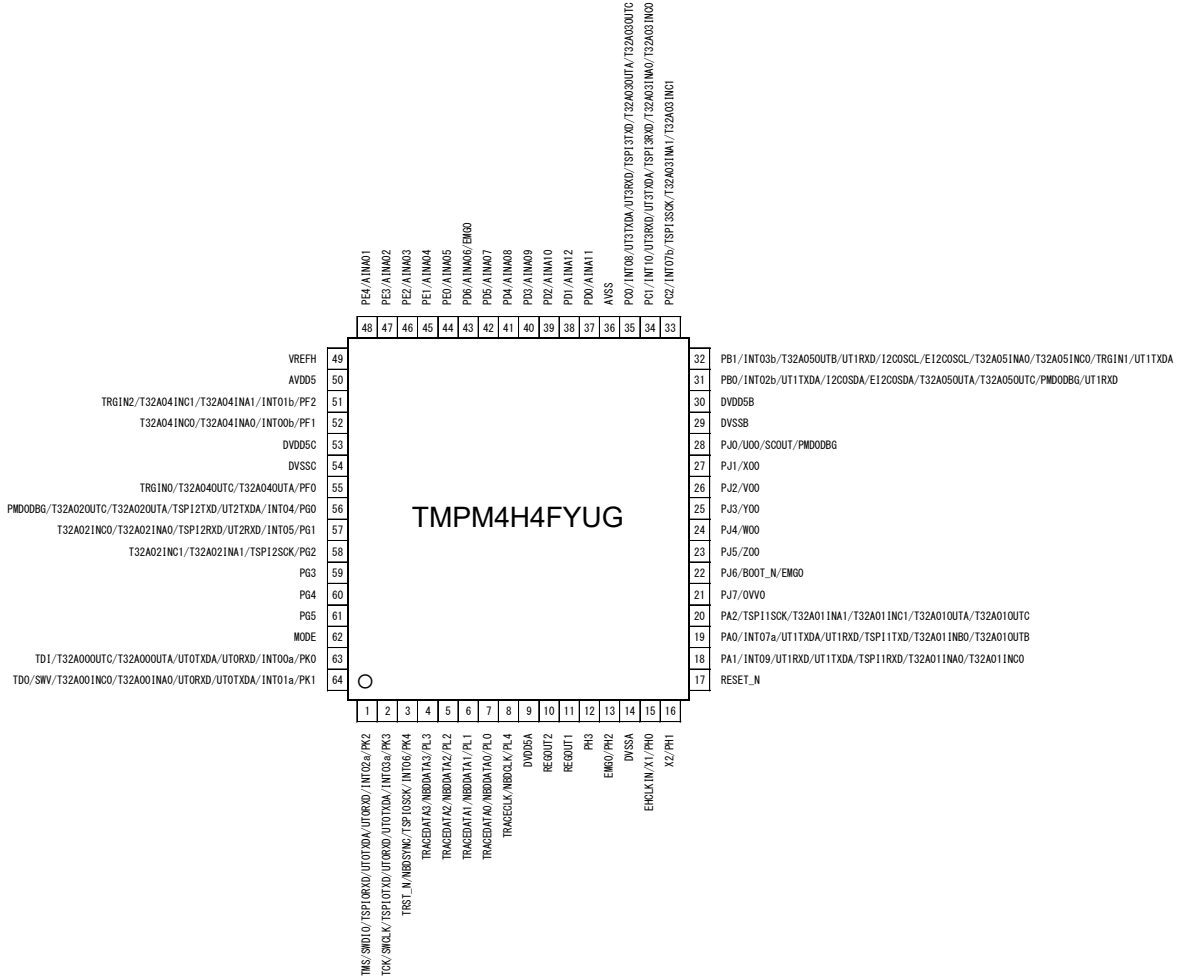 PC0/INT08/UT3TXDA/UT3RXD/TSPI3TXD/T32A03OUTA/T32A03OUTC
PC1/INT10/UT3RXD/UT3TXDA/TSPI3RXD/T32A03INA0/T32A03INC0
PC2/INT07b/TSPI3SCK/T32A03INA1/T32A03INC1
PE4/AINA01
PE3/AINA02
PE2/AINA03
PE1/AINA04
PE0/AINA05
PD6/AINA06/EMG0
PD5/AINA07
PD4/AINA08
PD3/AINA09
PD2/AINA10
PD1/AINA12
PD0/AINA11
AVSS
48 47 46 45 44 43 42 41 40 39 38 37 36 35 34 33
VREFH 49
AVDD5 50
TRGIN2/T32A04INC1/T32A04INA1/INT01b/PF2 51
T32A04INC0/T32A04INA0/INT00b/PF1 52
DVDD5C 53
DVSSC 54
TRGIN0/T32A04OUTC/T32A04OUTA/PF0 55
PMD0DBG/T32A02OUTC/T32A02OUTA/TSPI2TXD/UT2TXDA/INT04/PG0 56
T32A02INC0/T32A02INA0/TSPI2RXD/UT2RXD/INT05/PG1 57
T32A02INC1/T32A02INA1/TSPI2SCK/PG2 58
PG3 59
PG4 60
PG5 61
MODE 62
TDI/T32A00OUTC/T32A00OUTA/UT0TXDA/UT0RXD/INT00a/PK0 63
TDO/SWV/T32A00INC0/T32A00INA0/UT0RXD/UT0TXDA/INT01a/PK1 64
TMPM4H4FYUG
32 PB1/INT03b/T32A05OUTB/UT1RXD/I2C0SCL/EI2C0SCL/T32A05INA0/T32A05INC0/TRGIN1/UT1TXDA
31 PB0/INT02b/UT1TXDA/I2C0SDA/EI2C0SDA/T32A05OUTA/T32A05OUTC/PMD0DBG/UT1RXD
30 DVDD5B
29 DVSSB
28 PJ0/UO0/SCOUT/PMD0DBG
27 PJ1/XO0
26 PJ2/VO0
25 PJ3/YO0
24 PJ4/WO0
23 PJ5/ZO0
22 PJ6/BOOT_N/EMG0
21 PJ7/OVV0
20 PA2/TSPI1SCK/T32A01INA1/T32A01INC1/T32A01OUTA/T32A01OUTC
19 PA0/INT07a/UT1TXDA/UT1RXD/TSPI1TXD/T32A01INB0/T32A01OUTB
18 PA1/INT09/UT1RXD/UT1TXDA/TSPI1RXD/T32A01INA0/T32A01INC0
17 RESET_N
1 2 3 4 5 6 7 8 9 10 11 12 13 14 15 16
TMS/SWDIO/TSPI0RXD/UT0TXDA/UT0RXD/INT02a/PK2
TCK/SWCLK/TSPI0TXD/UT0RXD/UT0TXDA/INT03a/PK3
TRST_N/NBDSYNC/TSPI0SCK/INT06/PK4
TRACEDATA3/NBDDATA3/PL3
TRACEDATA2/NBDDATA2/PL2
TRACEDATA1/NBDDATA1/PL1
TRACEDATA0/NBDDATA0/PL0
TRACECLK/NBDCLK/PL4
DVDD5A
REGOUT2
REGOUT1
PH3
EMG0/PH2
DVSSA
EHCLKIN/X1/PH0
X2/PH1